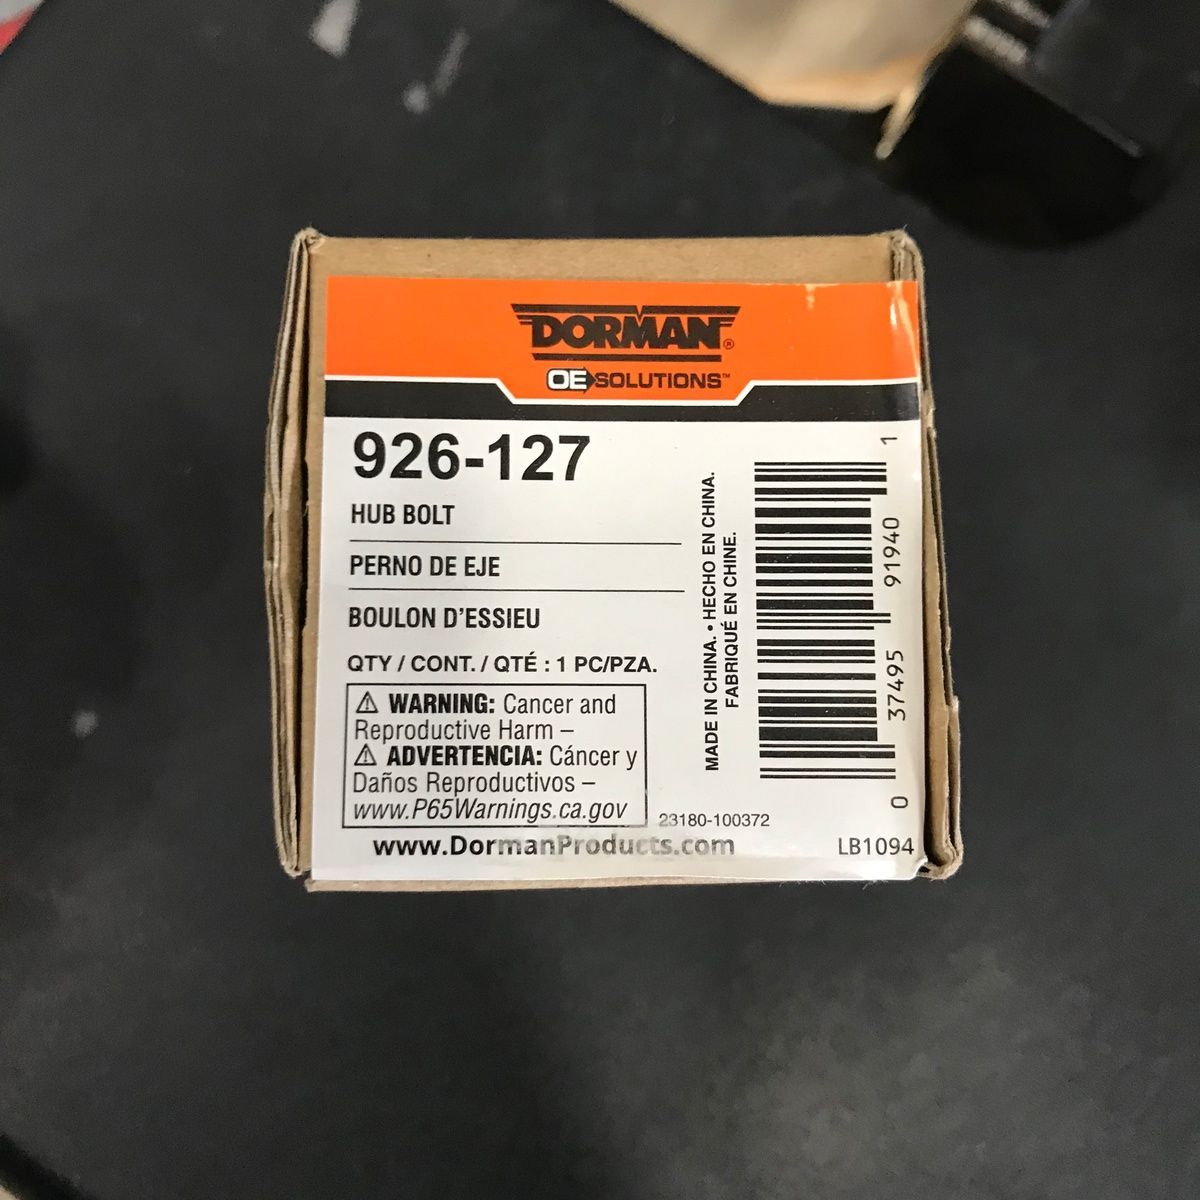 DORMAN®
OE SOLUTIONS™
926-127
HUB BOLT
PERNO DE EJE
BOULON D'ESSIEU
QTY / CONT. / QTÉ : 1 PC/PZA.
⚠ WARNING: Cancer and
Reproductive Harm –
⚠ ADVERTENCIA: Cáncer y
Daños Reproductivos –
www.P65Warnings.ca.gov
www.DormanProducts.com
23180-100372
LB1094
MADE IN CHINA. • HECHO EN CHINA.
FABRIQUÉ EN CHINE.
0 37495 91940 1